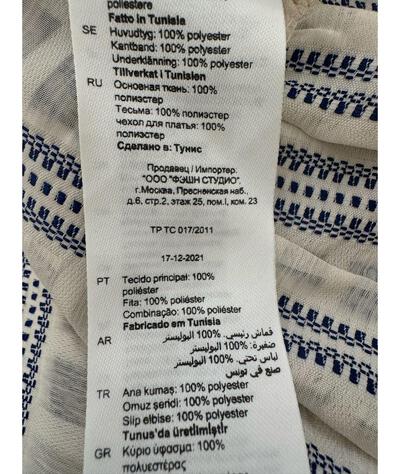 poliestere
Fatto in Tunisia
SE Huvudtyg: 100% polyester
Kantband: 100% polyester
Underklänning: 100% polyester
Tillverkat i Tunisien
RU Основная ткань: 100%
полиэстер
Тесьма: 100% полиэстер
чехол для платья: 100%
полиэстер
Сделано в: Тунис
Продавец / Импортер.
"ООО "ФЭШН СТУДИО",
г.Москва, Пресненская наб.,
д.6, стр.2, этаж 25, пом.I, ком. 23
ТР ТС 017/2011
17-12-2021
PT Tecido principal: 100%
poliéster
Fita: 100% poliéster
Combinação: 100% poliéster
Fabricado em Tunisia
AR قماش رئيسي: 100% البوليستر
ضفيرة: 100% البوليستر
لباس تحتي: 100% البوليستر
صنع في تونس
TR Ana kumaş: 100% polyester
Omuz şeridi: 100% polyester
Slip elbise: 100% polyester
Tunus'da üretilmiştir
GR Κύριο ύφασμα: 100%
πολυεστέρας